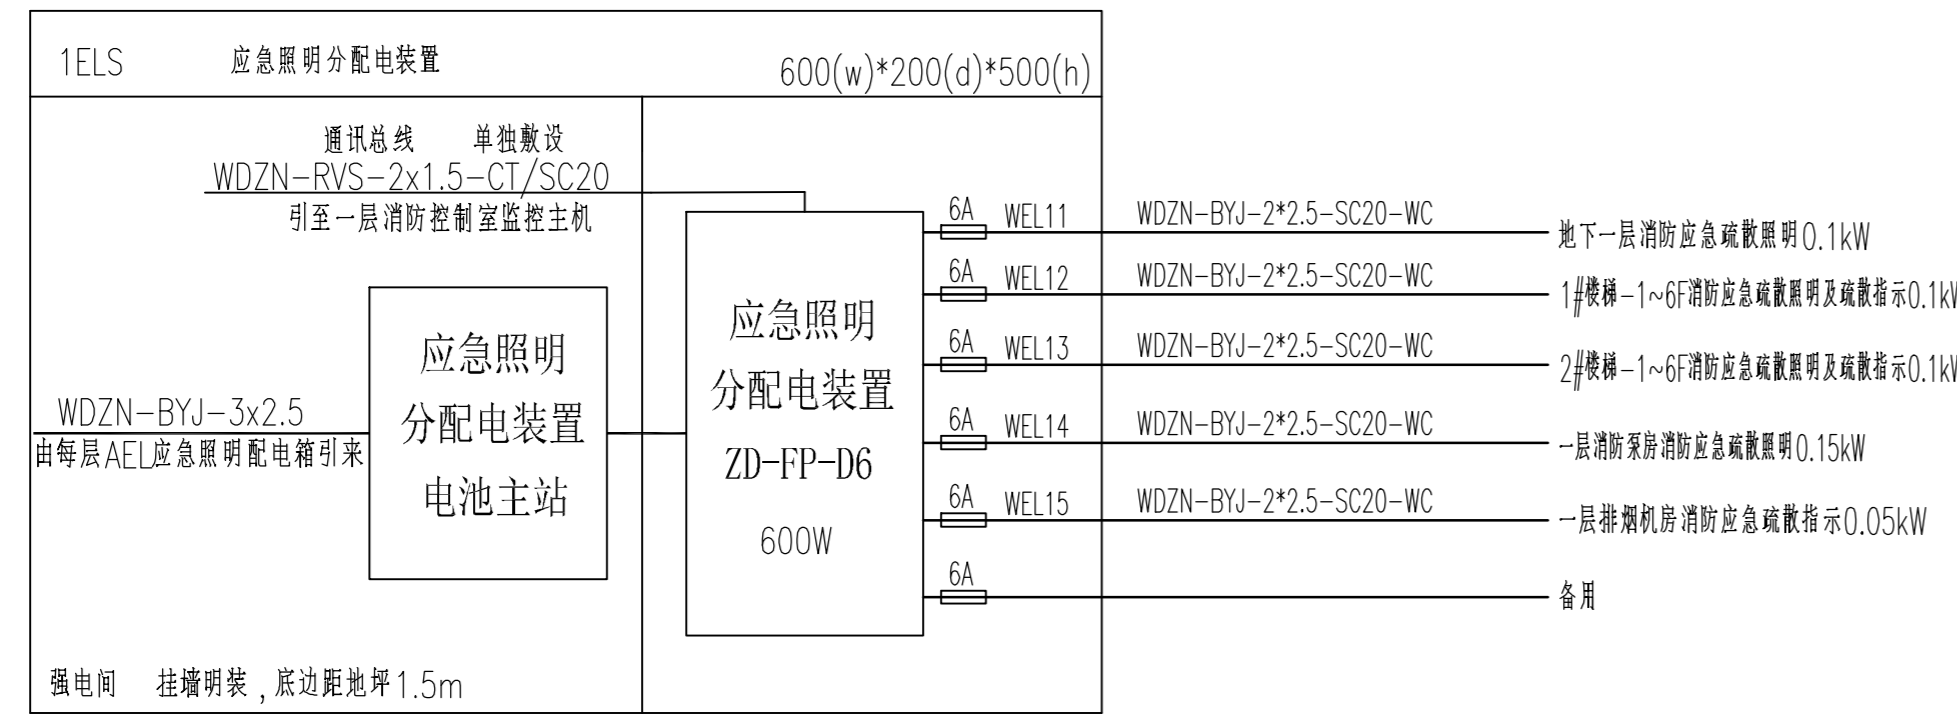 1ELS 应急照明分配电装置 600(w)*200(d)*500(h)
通讯总线 单独敷设
WDZN-RVS-2x1.5-CT/SC20
引至一层消防控制室监控主机
WDZN-BYJ-3x2.5
由每层AEL应急照明配电箱引来
应急照明
分配电装置
电池主站
应急照明
分配电装置
ZD-FP-D6
600W
6A WEL11 WDZN-BYJ-2*2.5-SC20-WC 地下一层消防应急疏散照明0.1kW
6A WEL12 WDZN-BYJ-2*2.5-SC20-WC 1#楼梯-1~6F消防应急疏散照明及疏散指示0.1kW
6A WEL13 WDZN-BYJ-2*2.5-SC20-WC 2#楼梯-1~6F消防应急疏散照明及疏散指示0.1kW
6A WEL14 WDZN-BYJ-2*2.5-SC20-WC 一层消防泵房消防应急疏散照明0.15kW
6A WEL15 WDZN-BYJ-2*2.5-SC20-WC 一层排烟机房消防应急疏散指示0.05kW
6A 备用
强电间 挂墙明装,底边距地坪1.5m